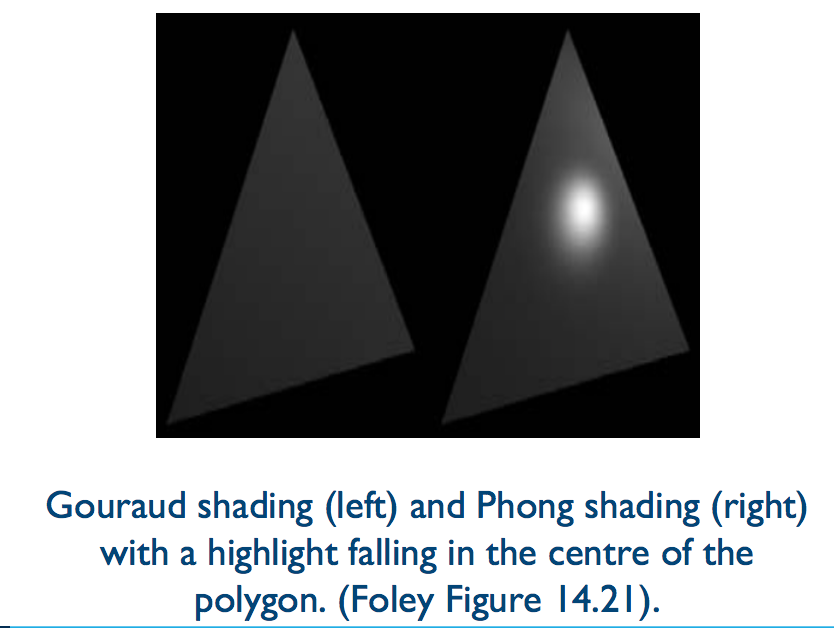 Gouraud shading (left) and Phong shading (right)
with a highlight falling in the centre of the
polygon. (Foley Figure 14.21).